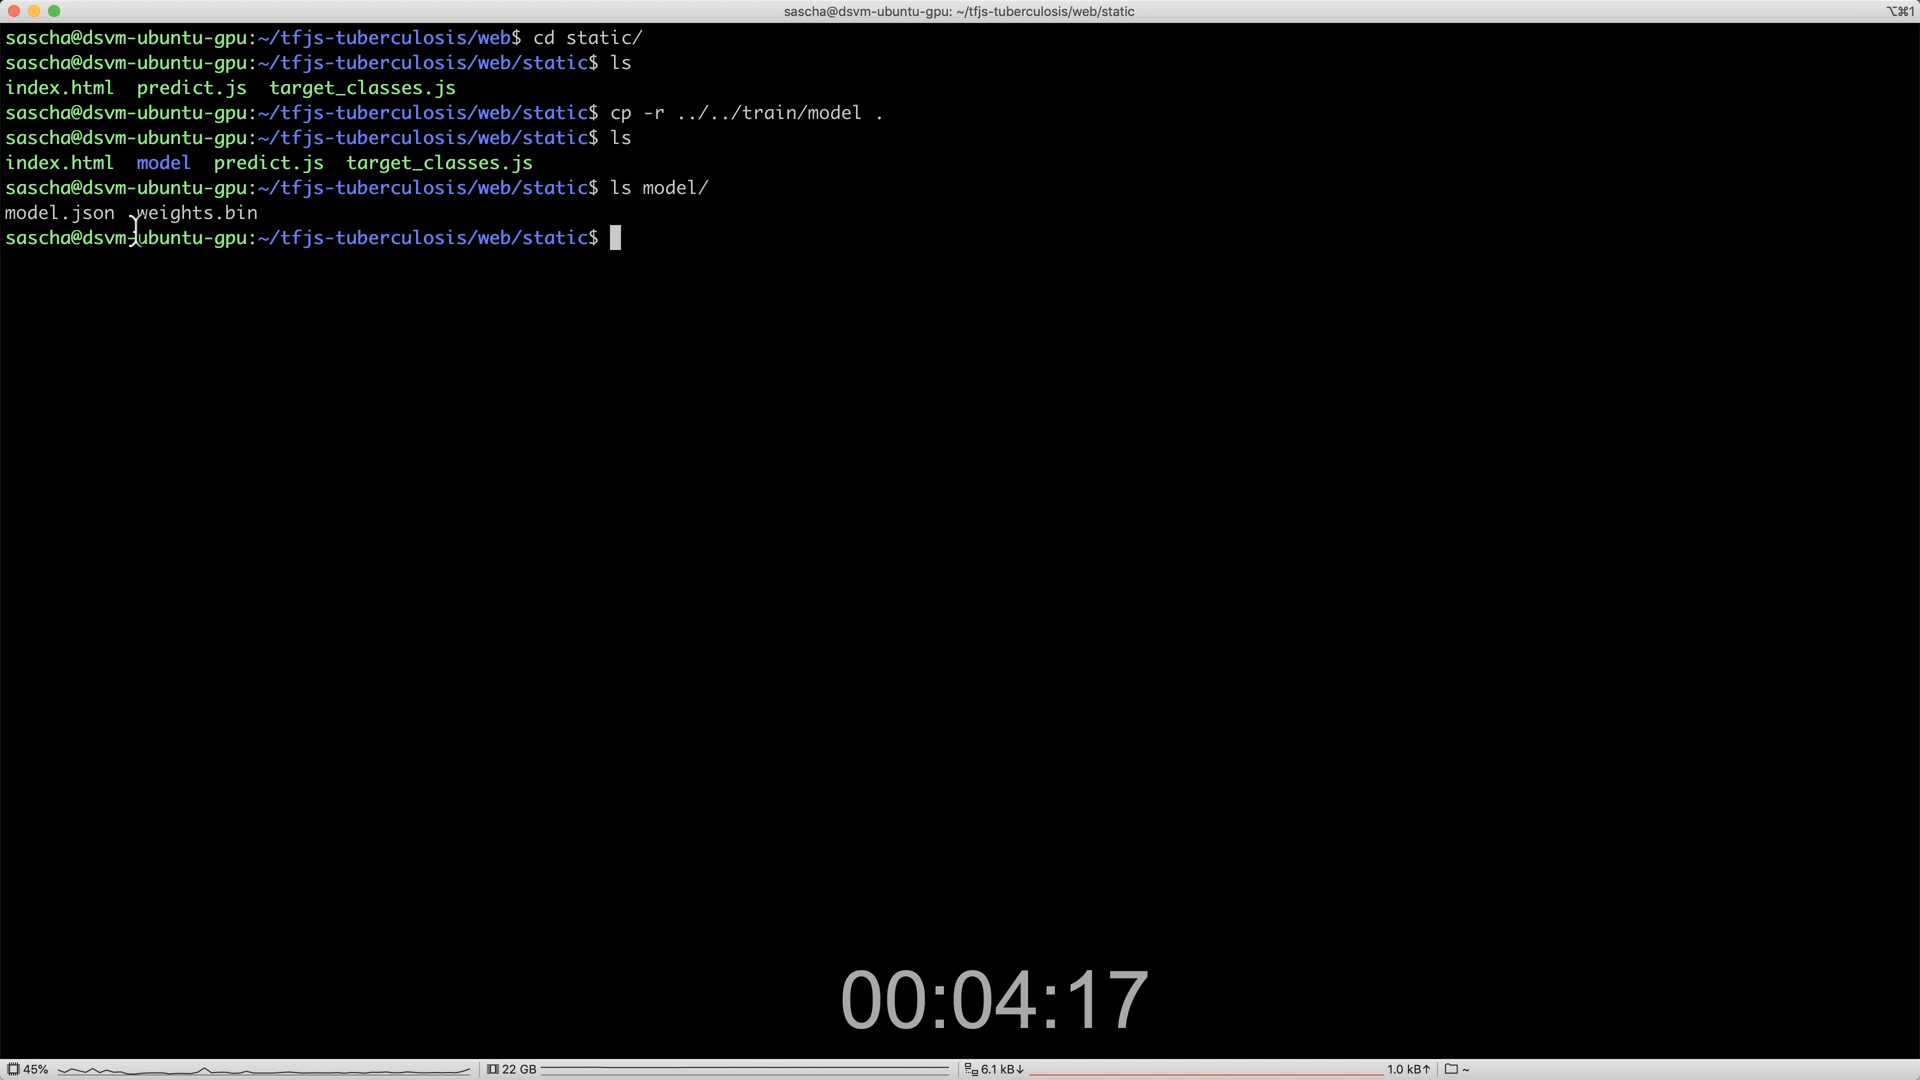 sascha@dsvm-ubuntu-gpu: ~/tfjs-tuberculosis/web/static
⌥⌘1
sascha@dsvm-ubuntu-gpu:~/tfjs-tuberculosis/web$ cd static/
sascha@dsvm-ubuntu-gpu:~/tfjs-tuberculosis/web/static$ ls
index.html  predict.js  target_classes.js
sascha@dsvm-ubuntu-gpu:~/tfjs-tuberculosis/web/static$ cp -r ../../train/model .
sascha@dsvm-ubuntu-gpu:~/tfjs-tuberculosis/web/static$ ls
index.html  model  predict.js  target_classes.js
sascha@dsvm-ubuntu-gpu:~/tfjs-tuberculosis/web/static$ ls model/
model.json  weights.bin
sascha@dsvm-ubuntu-gpu:~/tfjs-tuberculosis/web/static$
00:04:17
45% 22 GB 6.1 kB↓ 1.0 kB↑ ~